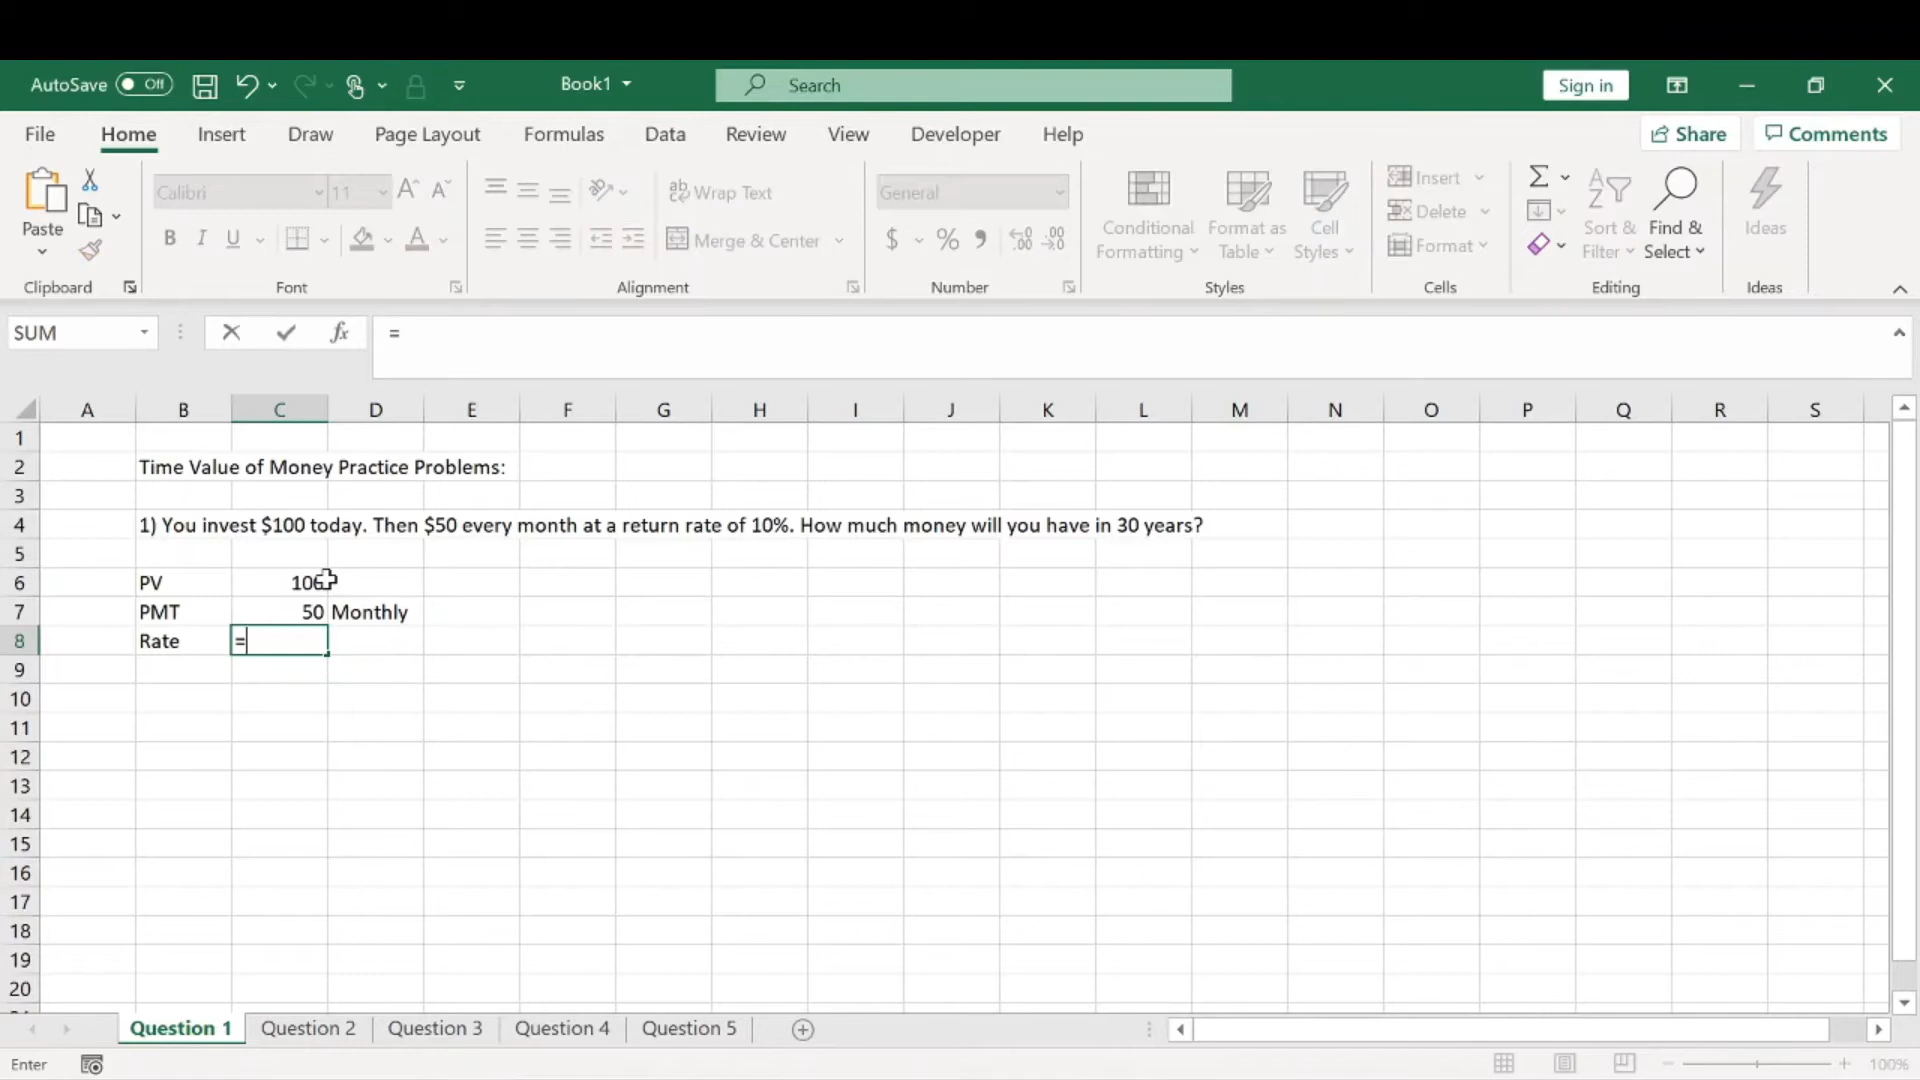 AutoSave Off Book1 Search Sign in
File Home Insert Draw Page Layout Formulas Data Review View Developer Help Share Comments
Paste Calibri 11 Wrap Text General Conditional Formatting Format as Table Cell Styles Insert Sort & Filter Find & Select Ideas
B I U Merge & Center $ % Delete
Format
Clipboard Font Alignment Number Styles Cells Editing Ideas
SUM fx =
A B C D E F G H I J K L M N O P Q R S
1
2 Time Value of Money Practice Problems:
3
4 1) You invest $100 today. Then $50 every month at a return rate of 10%. How much money will you have in 30 years?
5
6 PV
7 PMT 50 Monthly
8 Rate =
9
10
11
12
13
14
15
16
17
18
19
20
Question 1 Question 2 Question 3 Question 4 Question 5
Enter 100%